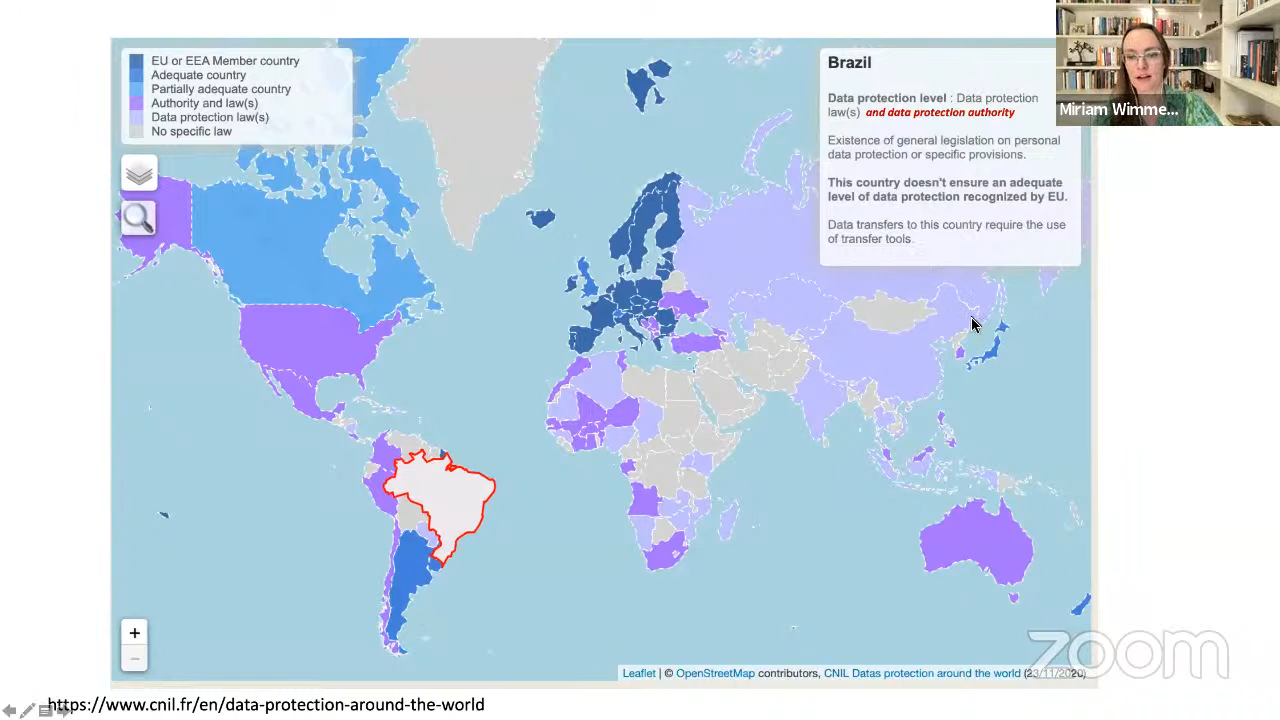 EU or EEA Member country
Adequate country
Partially adequate country
Authority and law(s)
Data protection law(s)
No specific law
Brazil
Data protection level : Data protection
law(s) and data protection authority
Existence of general legislation on personal
data protection or specific provisions.
This country doesn't ensure an adequate
level of data protection recognized by EU.
Data transfers to this country require the use
of transfer tools.
Miriam Wimme...
+
−
zoom
Leaflet | © OpenStreetMap contributors, CNIL Datas protection around the world (23/11/2020)
https://www.cnil.fr/en/data-protection-around-the-world